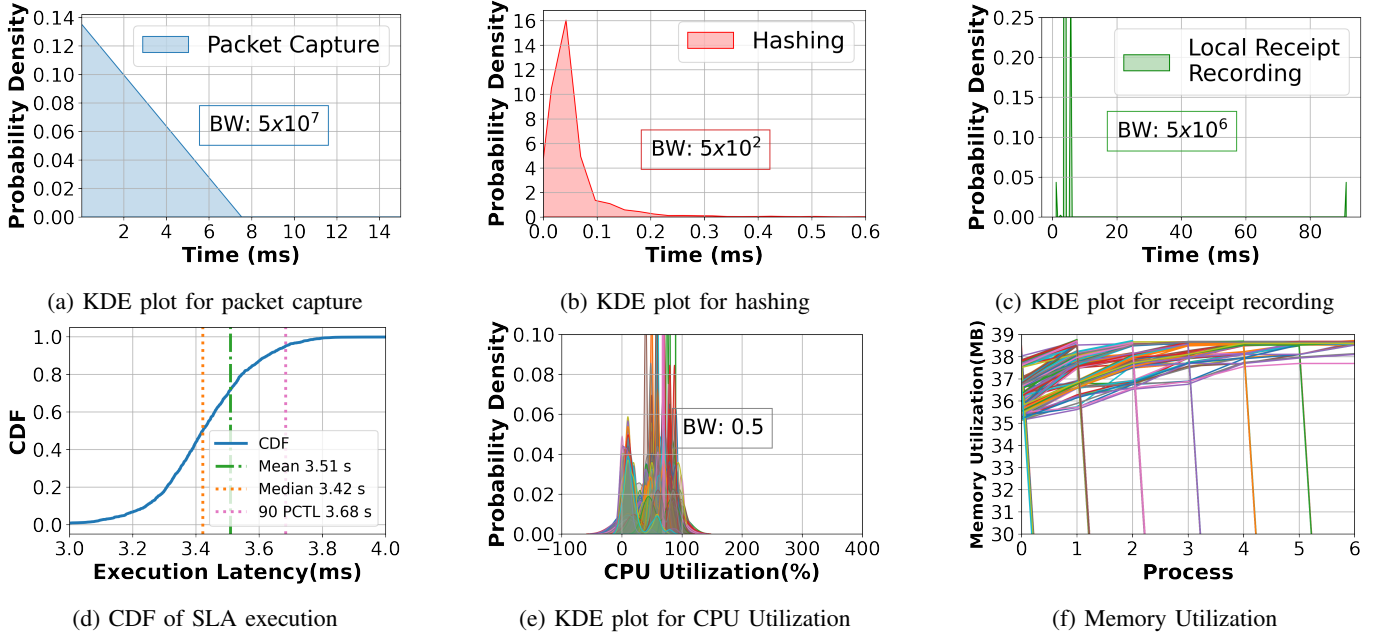 Probability Density
0.14
0.12
0.10
0.08
0.06
0.04
0.02
0.00
Packet Capture
BW: 5x10^7
2 4 6 8 10 12 14
Time (ms)
(a) KDE plot for packet capture
Probability Density
16
14
12
10
8
6
4
2
0
Hashing
BW: 5x10^2
0.0 0.1 0.2 0.3 0.4 0.5 0.6
Time (ms)
(b) KDE plot for hashing
Probability Density
0.25
0.20
0.15
0.10
0.05
0.00
Local Receipt
Recording
BW: 5x10^6
0 20 40 60 80
Time (ms)
(c) KDE plot for receipt recording
CDF
1.0
0.8
0.6
0.4
0.2
0.0
CDF
Mean 3.51 s
Median 3.42 s
90 PCTL 3.68 s
3.0 3.2 3.4 3.6 3.8 4.0
Execution Latency(ms)
(d) CDF of SLA execution
Probability Density
0.10
0.08
0.06
0.04
0.02
0.00
BW: 0.5
−100 0 100 200 300 400
CPU Utilization(%)
(e) KDE plot for CPU Utilization
Memory Utilization(MB)
39
38
37
36
35
34
33
32
31
30
0 1 2 3 4 5 6
Process
(f) Memory Utilization